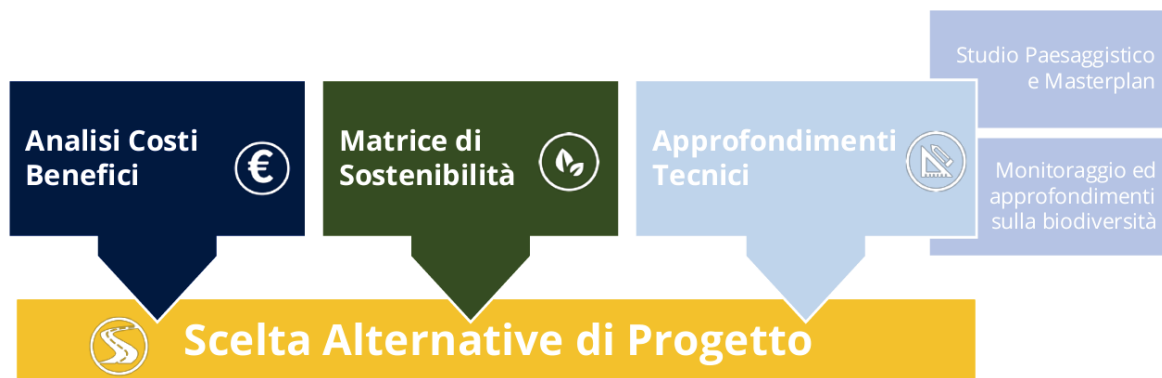 Analisi Costi
Benefici
€
Matrice di
Sostenibilità
Approfondimenti
Tecnici
Studio Paesaggistico
e Masterplan
Monitoraggio ed
approfondimenti
sulla biodiversità
Scelta Alternative di Progetto